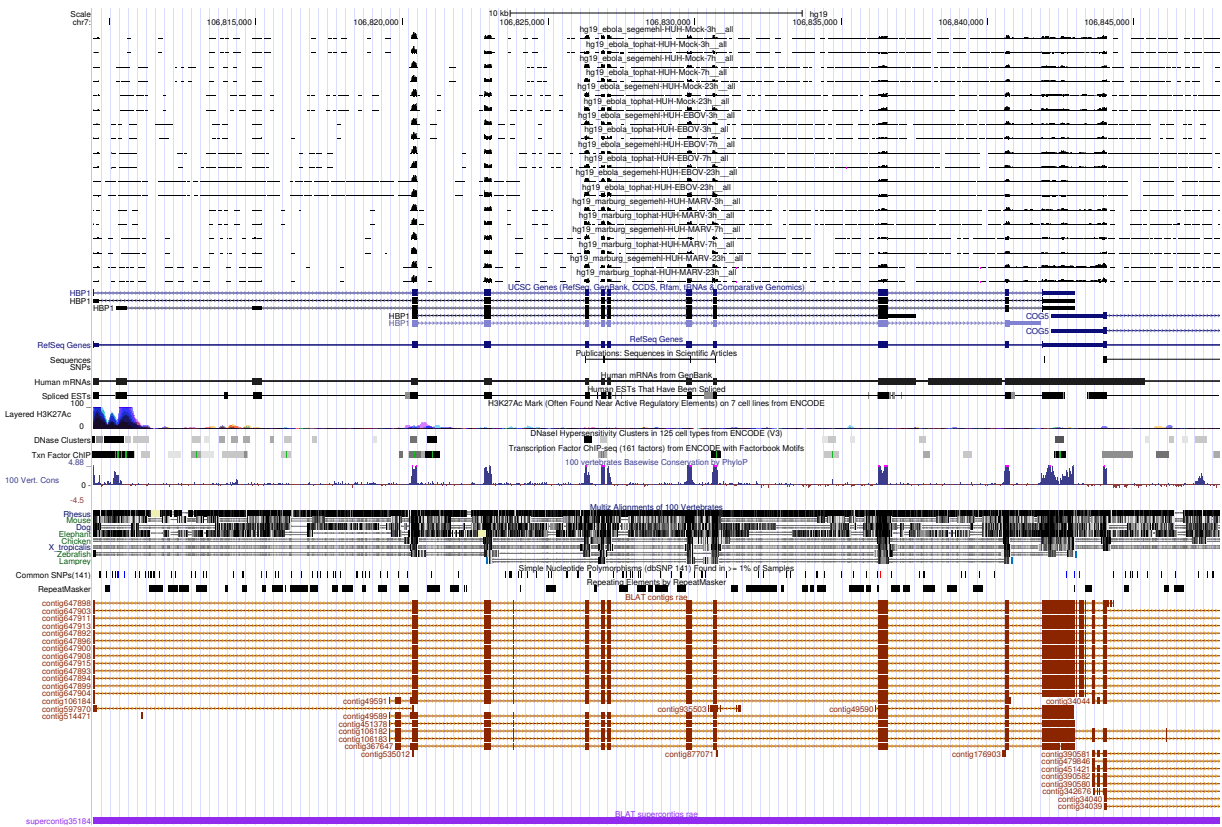 Scale 10 kb hg19
chr7: 106,815,000 106,820,000 106,825,000 106,830,000 106,835,000 106,840,000 106,845,000
hg19_ebola_segemehl-HUH-Mock-3h__all
hg19_ebola_tophat-HUH-Mock-3h__all
hg19_ebola_segemehl-HUH-Mock-7h__all
hg19_ebola_tophat-HUH-Mock-7h__all
hg19_ebola_segemehl-HUH-Mock-23h__all
hg19_ebola_tophat-HUH-Mock-23h__all
hg19_ebola_segemehl-HUH-EBOV-3h__all
hg19_ebola_tophat-HUH-EBOV-3h__all
hg19_ebola_segemehl-HUH-EBOV-7h__all
hg19_ebola_tophat-HUH-EBOV-7h__all
hg19_ebola_segemehl-HUH-EBOV-23h__all
hg19_ebola_tophat-HUH-EBOV-23h__all
hg19_marburg_segemehl-HUH-MARV-3h__all
hg19_marburg_tophat-HUH-MARV-3h__all
hg19_marburg_segemehl-HUH-MARV-7h__all
hg19_marburg_tophat-HUH-MARV-7h__all
hg19_marburg_segemehl-HUH-MARV-23h__all
hg19_marburg_tophat-HUH-MARV-23h__all
UCSC Genes (RefSeq, GenBank, CCDS, Rfam, tRNAs & Comparative Genomics)
HBP1
HBP1
HBP1
HBP1 COG5
HBP1
COG5
RefSeq Genes
RefSeq Genes
Publications: Sequences in Scientific Articles
Sequences
SNPs
Human mRNAs from GenBank
Human mRNAs
Human ESTs That Have Been Spliced
Spliced ESTs
H3K27Ac Mark (Often Found Near Active Regulatory Elements) on 7 cell lines from ENCODE
100
Layered H3K27Ac
0
DNaseI Hypersensitivity Clusters in 125 cell types from ENCODE (V3)
DNase Clusters
Transcription Factor ChIP-seq (161 factors) from ENCODE with Factorbook Motifs
Txn Factor ChIP
100 vertebrates Basewise Conservation by PhyloP
4.88
100 Vert. Cons
0 -
-4.5
Multiz Alignments of 100 Vertebrates
Rhesus
Mouse
Dog
Elephant
Chicken
X_tropicalis
Zebrafish
Lamprey
Simple Nucleotide Polymorphisms (dbSNP 141) Found in >= 1% of Samples
Common SNPs(141)
Repeating Elements by RepeatMasker
RepeatMasker
BLAT contigs rae
contig647898
contig647903
contig647911
contig647913
contig647892
contig647896
contig647900
contig647908
contig647915
contig647893
contig647894
contig647899
contig647904
contig106184 contig49591 contig34044
contig597970 contig935503 contig49590
contig514471 contig49589
contig451378
contig106182
contig106183
contig367647
contig535012 contig877071 contig176903 contig390581
contig479846
contig451421
contig390582
contig390580
contig342676
contig34040
contig34039
BLAT supercontigs rae
supercontig35184